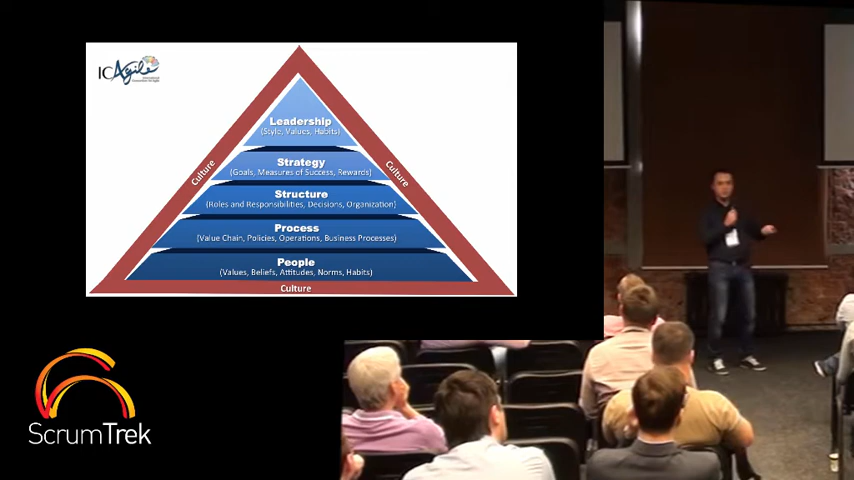 ICAgile
Leadership
(Style, Values, Habits)
Strategy
(Goals, Measures of Success, Rewards)
Structure
(Roles and Responsibilities, Decisions, Organization)
Process
(Value Chain, Policies, Operations, Business Processes)
People
(Values, Beliefs, Attitudes, Norms, Habits)
Culture
Culture
Culture
ScrumTrek